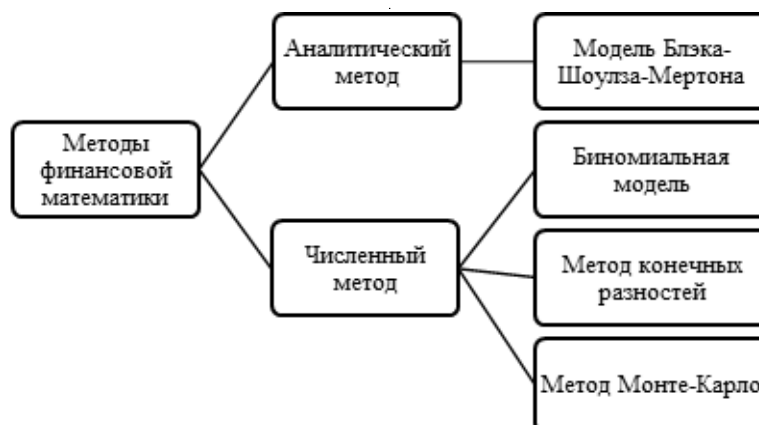 Методы
финансовой
математики
Аналитический
метод
Модель Блэка-
Шоулза-Мертона
Численный
метод
Биномиальная
модель
Метод конечных
разностей
Метод Монте-Карло